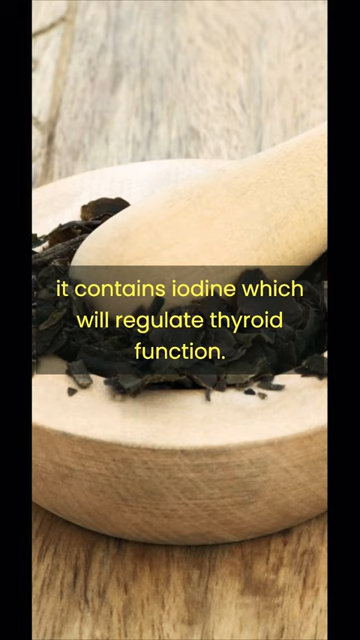 it contains iodine which
will regulate thyroid
function.